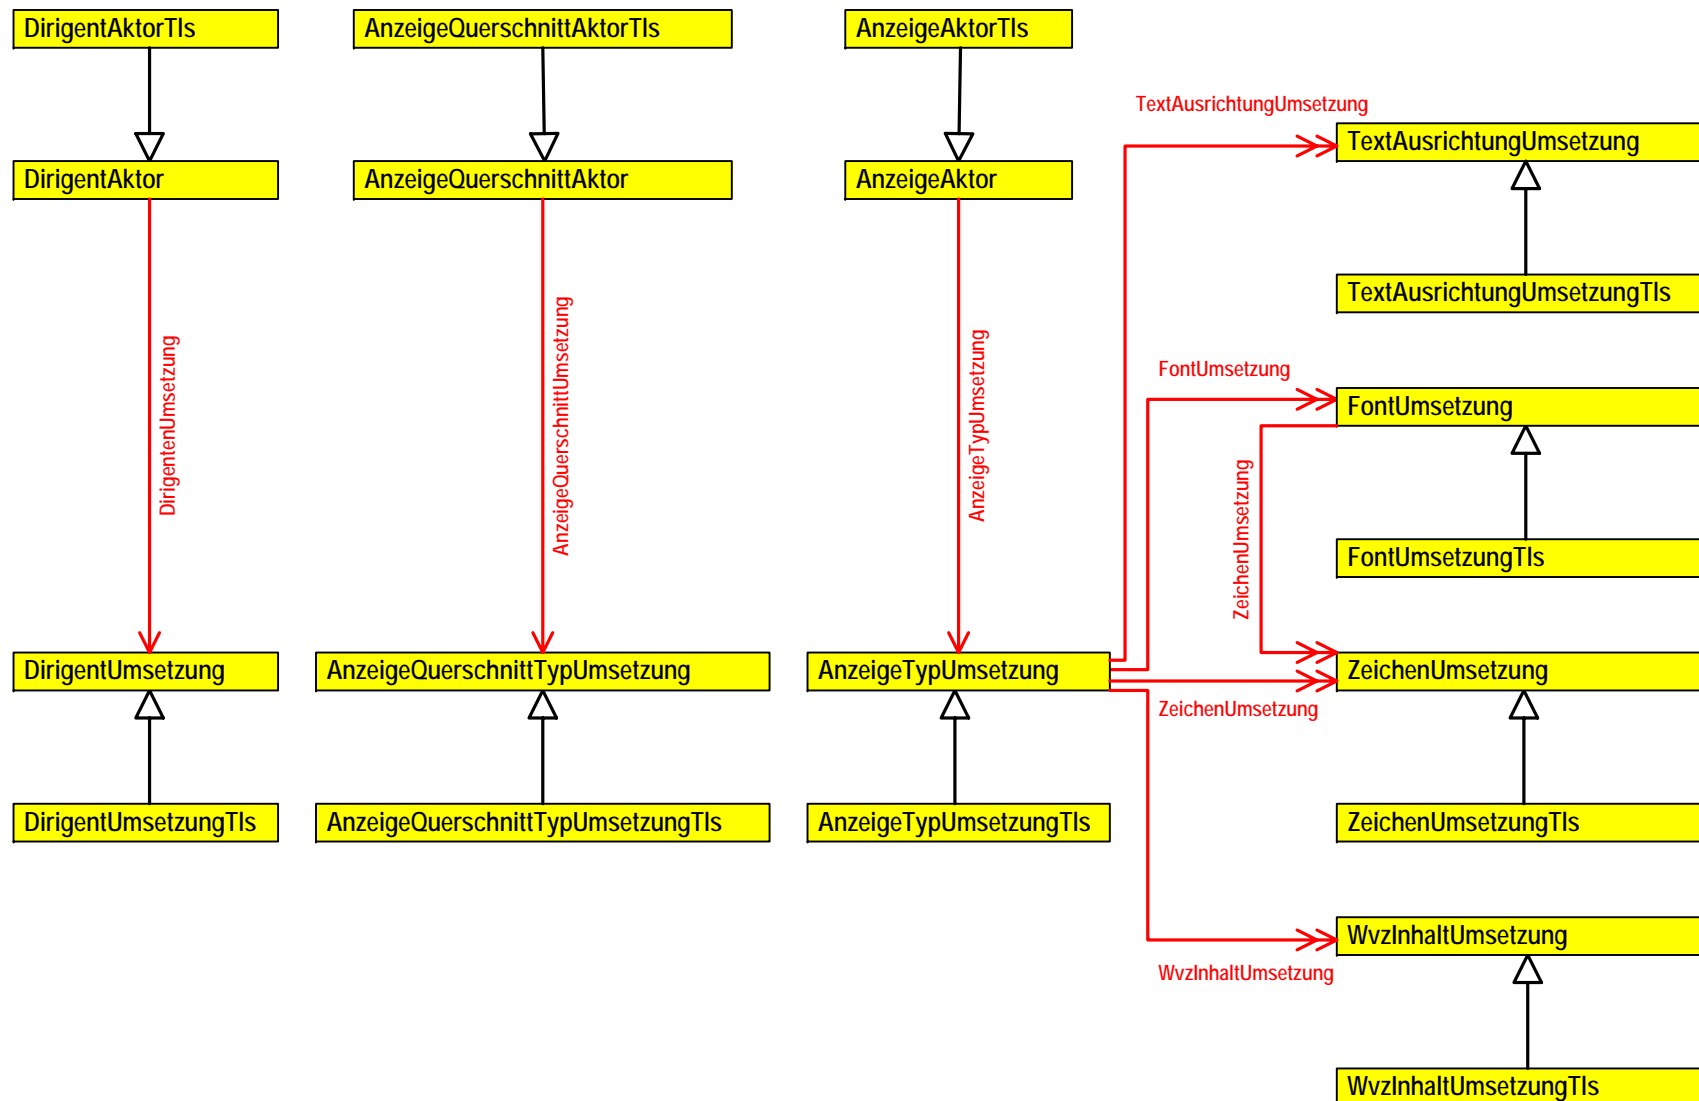 DirigentAktorTls
AnzeigeQuerschnittAktorTls
AnzeigeAktorTls
TextAusrichtungUmsetzung
TextAusrichtungUmsetzung
DirigentAktor
AnzeigeQuerschnittAktor
AnzeigeAktor
TextAusrichtungUmsetzungTls
DirigentenUmsetzung
AnzeigeQuerschnittUmsetzung
AnzeigeTypUmsetzung
FontUmsetzung
FontUmsetzung
ZeichenUmsetzung
FontUmsetzungTls
DirigentUmsetzung
AnzeigeQuerschnittTypUmsetzung
AnzeigeTypUmsetzung
ZeichenUmsetzung
ZeichenUmsetzung
DirigentUmsetzungTls
AnzeigeQuerschnittTypUmsetzungTls
AnzeigeTypUmsetzungTls
ZeichenUmsetzungTls
WvzInhaltUmsetzung
WvzInhaltUmsetzung
WvzInhaltUmsetzungTls